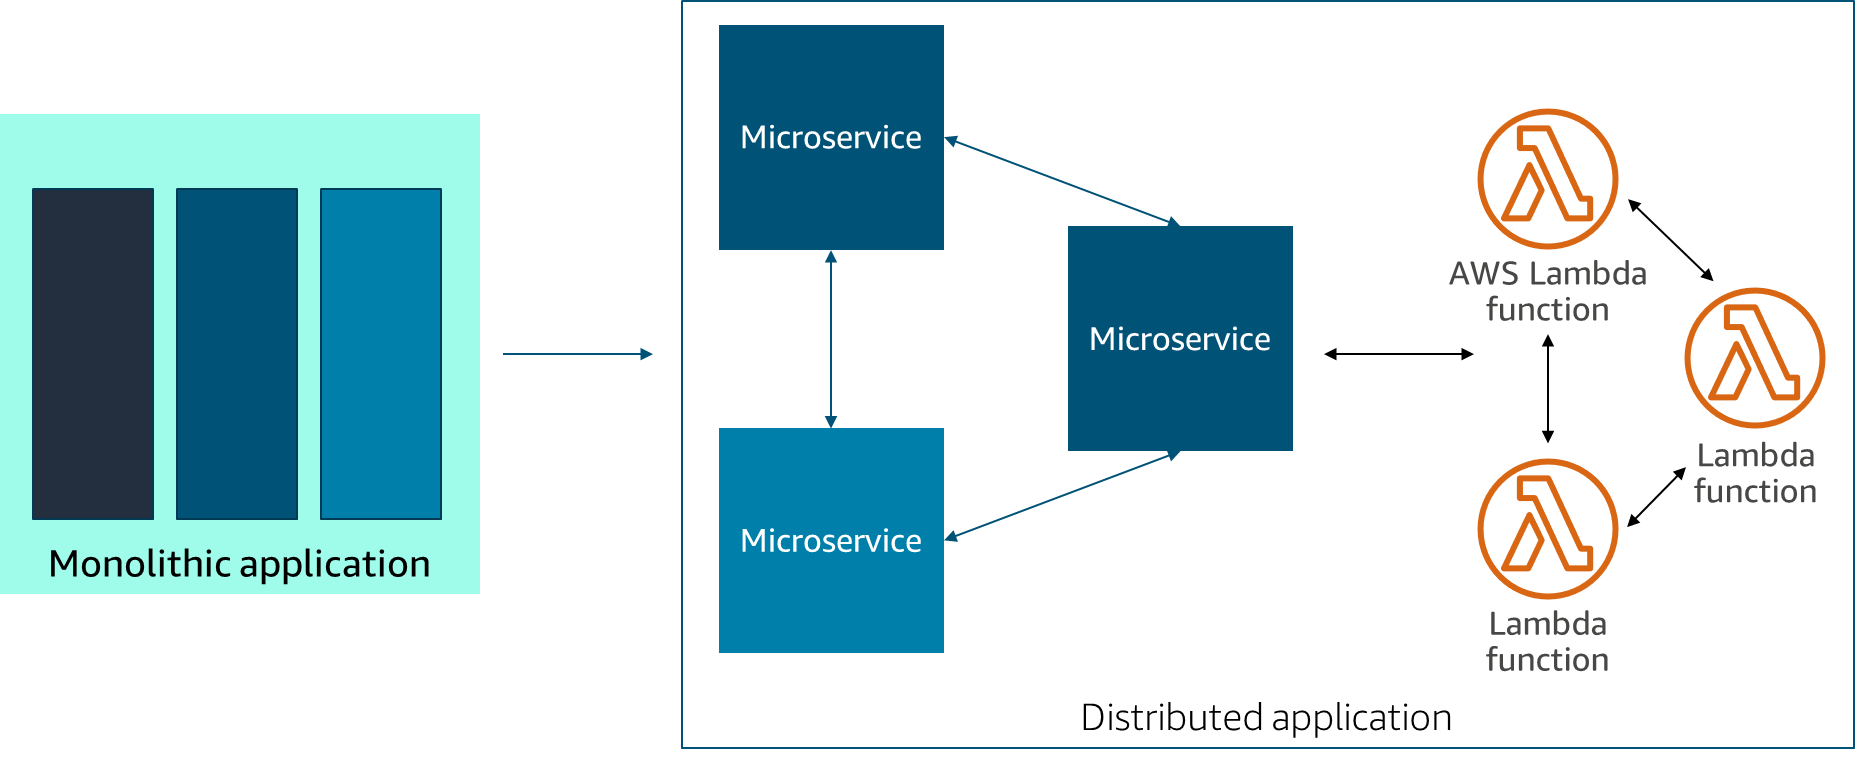 Monolithic application
Microservice
Microservice
Microservice
AWS Lambda
function
Lambda
function
Lambda
function
Distributed application